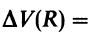 ΔV(R) =